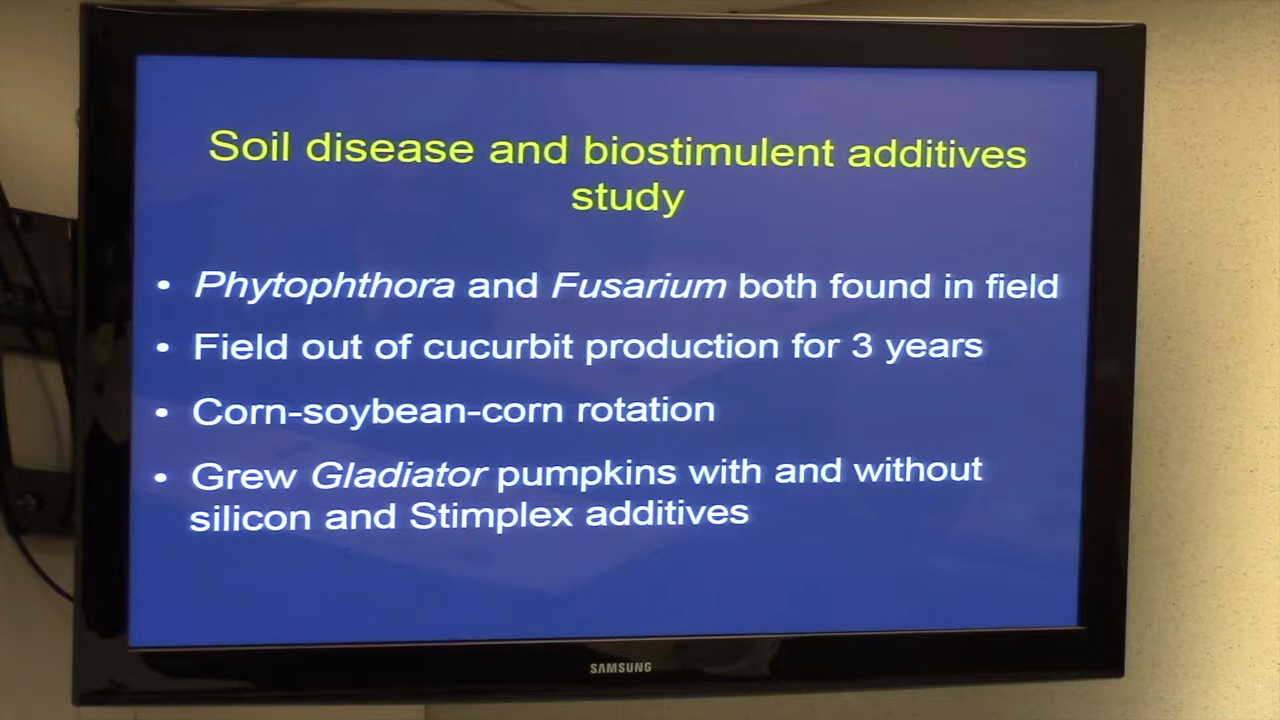 Soil disease and biostimulent additives
study
• Phytophthora and Fusarium both found in field
• Field out of cucurbit production for 3 years
• Corn-soybean-corn rotation
• Grew Gladiator pumpkins with and without
silicon and Stimplex additives
SAMSUNG